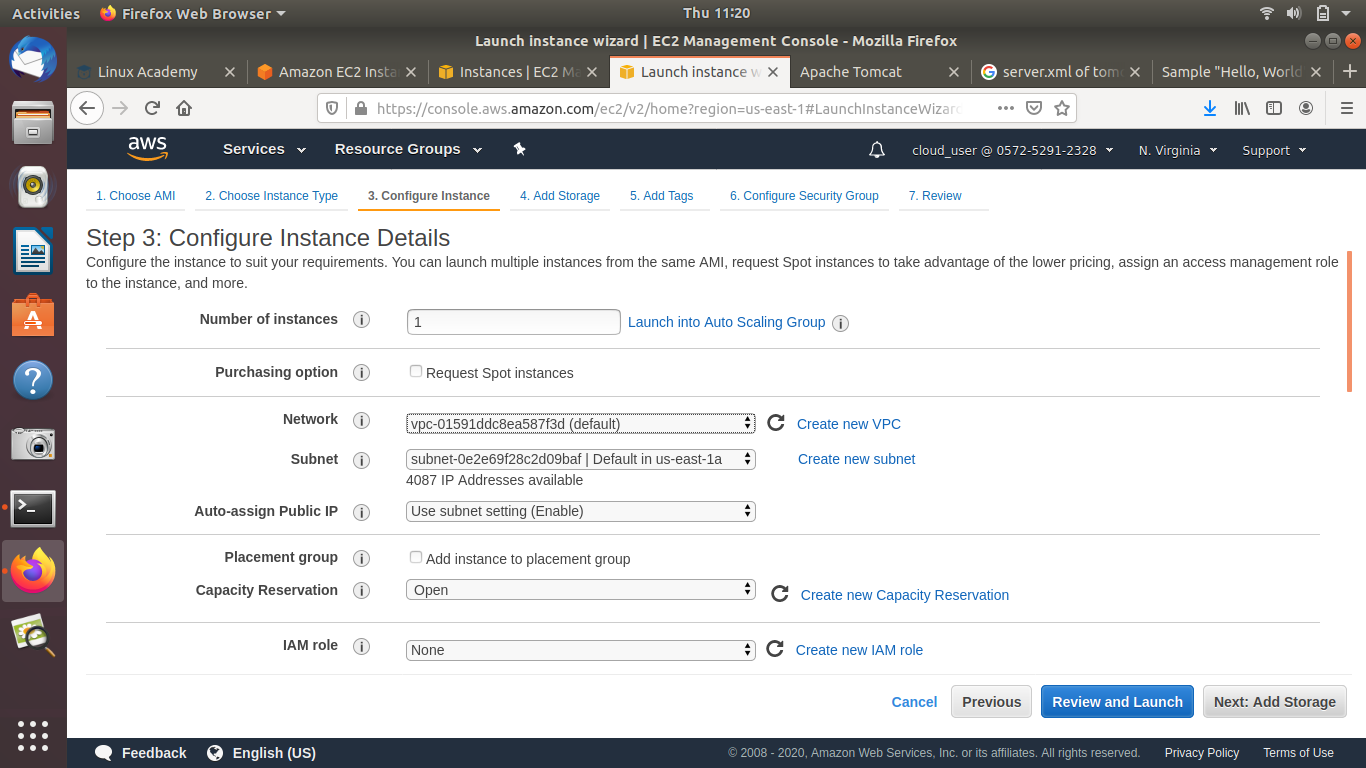 Activities
Firefox Web Browser
Thu 11:20
Launch instance wizard | EC2 Management Console - Mozilla Firefox
Linux Academy
Amazon EC2 Insta
Instances | EC2 Ma
Launch instance w
Apache Tomcat
server.xml of tom
Sample "Hello, World
https://console.aws.amazon.com/ec2/v2/home?region=us-east-1#LaunchInstanceWizard
aws
Services
Resource Groups
cloud_user @ 0572-5291-2328
N. Virginia
Support
1. Choose AMI
2. Choose Instance Type
3. Configure Instance
4. Add Storage
5. Add Tags
6. Configure Security Group
7. Review
Step 3: Configure Instance Details
Configure the instance to suit your requirements. You can launch multiple instances from the same AMI, request Spot instances to take advantage of the lower pricing, assign an access management role
to the instance, and more.
Number of instances
1
Launch into Auto Scaling Group
Purchasing option
Request Spot instances
Network
vpc-01591ddc8ea587f3d (default)
Create new VPC
Subnet
subnet-0e2e69f28c2d09baf | Default in us-east-1a
Create new subnet
4087 IP Addresses available
Auto-assign Public IP
Use subnet setting (Enable)
Placement group
Add instance to placement group
Capacity Reservation
Open
Create new Capacity Reservation
IAM role
None
Create new IAM role
Cancel
Previous
Review and Launch
Next: Add Storage
Feedback
English (US)
© 2008 - 2020, Amazon Web Services, Inc. or its affiliates. All rights reserved.
Privacy Policy
Terms of Use